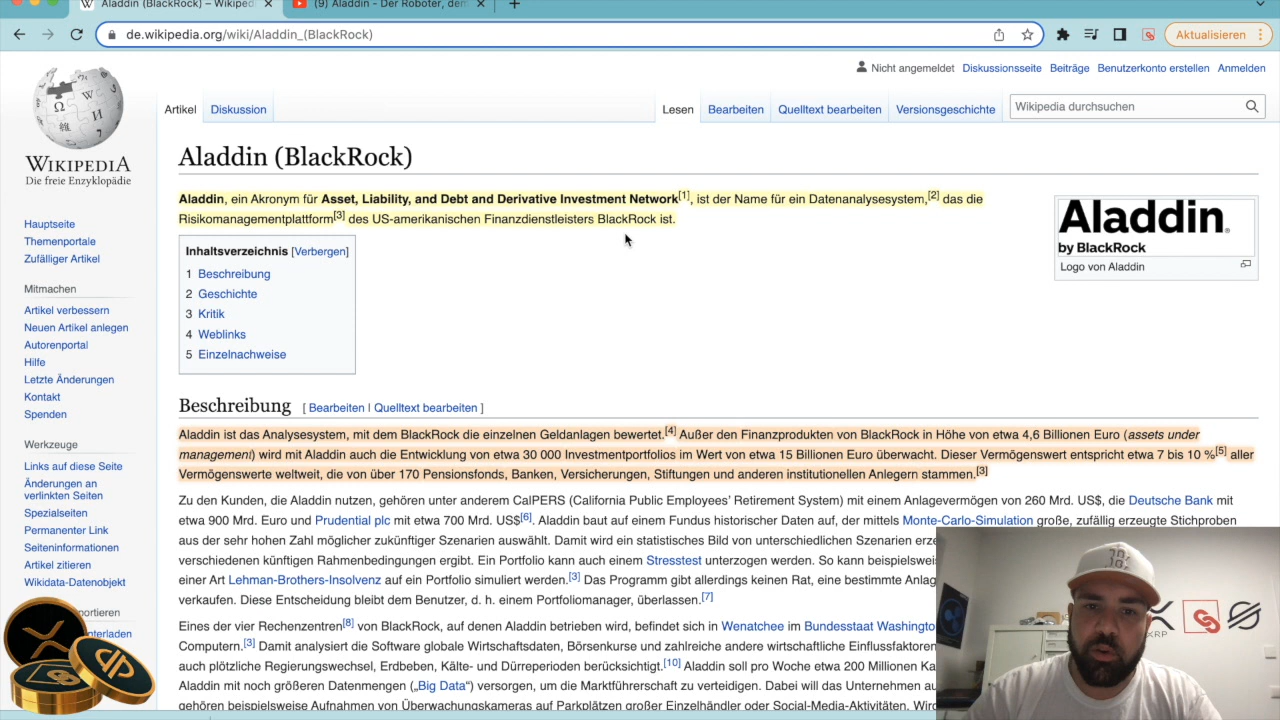 Aladdin (BlackRock) – Wikiped
(9) Aladdin - Der Roboter, dem
de.wikipedia.org/wiki/Aladdin_(BlackRock)
Aktualisieren
Nicht angemeldet Diskussionsseite Beiträge Benutzerkonto erstellen Anmelden
Artikel Diskussion Lesen Bearbeiten Quelltext bearbeiten Versionsgeschichte Wikipedia durchsuchen
WIKIPEDIA
Die freie Enzyklopädie
Hauptseite
Themenportale
Zufälliger Artikel
Mitmachen
Artikel verbessern
Neuen Artikel anlegen
Autorenportal
Hilfe
Letzte Änderungen
Kontakt
Spenden
Werkzeuge
Links auf diese Seite
Änderungen an
verlinkten Seiten
Spezialseiten
Permanenter Link
Seiteninformationen
Artikel zitieren
Wikidata-Datenobjekt
Aladdin (BlackRock)
Aladdin, ein Akronym für Asset, Liability, and Debt and Derivative Investment Network[1], ist der Name für ein Datenanalysesystem,[2] das die
Risikomanagementplattform[3] des US-amerikanischen Finanzdienstleisters BlackRock ist.
Aladdin.
by BlackRock
Logo von Aladdin
Inhaltsverzeichnis [Verbergen]
1 Beschreibung
2 Geschichte
3 Kritik
4 Weblinks
5 Einzelnachweise
Beschreibung [ Bearbeiten | Quelltext bearbeiten ]
Aladdin ist das Analysesystem, mit dem BlackRock die einzelnen Geldanlagen bewertet.[4] Außer den Finanzprodukten von BlackRock in Höhe von etwa 4,6 Billionen Euro (assets under
management) wird mit Aladdin auch die Entwicklung von etwa 30 000 Investmentportfolios im Wert von etwa 15 Billionen Euro überwacht. Dieser Vermögenswert entspricht etwa 7 bis 10 %[5] aller
Vermögenswerte weltweit, die von über 170 Pensionsfonds, Banken, Versicherungen, Stiftungen und anderen institutionellen Anlegern stammen.[3]
Zu den Kunden, die Aladdin nutzen, gehören unter anderem CalPERS (California Public Employees' Retirement System) mit einem Anlagevermögen von 260 Mrd. US$, die Deutsche Bank mit
etwa 900 Mrd. Euro und Prudential plc mit etwa 700 Mrd. US$[6]. Aladdin baut auf einem Fundus historischer Daten auf, der mittels Monte-Carlo-Simulation große, zufällig erzeugte Stichproben
aus der sehr hohen Zahl möglicher zukünftiger Szenarien auswählt. Damit wird ein statistisches Bild von unterschiedlichen Szenarien erze
verschiedenen künftigen Rahmenbedingungen ergibt. Ein Portfolio kann auch einem Stresstest unterzogen werden. So kann beispielsweis
einer Art Lehman-Brothers-Insolvenz auf ein Portfolio simuliert werden.[3] Das Programm gibt allerdings keinen Rat, eine bestimmte Anlag
verkaufen. Diese Entscheidung bleibt dem Benutzer, d. h. einem Portfoliomanager, überlassen.[7]
Eines der vier Rechenzentren[8] von BlackRock, auf denen Aladdin betrieben wird, befindet sich in Wenatchee im Bundesstaat Washingto
Computern.[3] Damit analysiert die Software globale Wirtschaftsdaten, Börsenkurse und zahlreiche andere wirtschaftliche Einflussfaktoren
auch plötzliche Regierungswechsel, Erdbeben, Kälte- und Dürreperioden berücksichtigt.[10] Aladdin soll pro Woche etwa 200 Millionen Ka
Aladdin mit noch größeren Datenmengen („Big Data“) versorgen, um die Marktführerschaft zu verteidigen. Dabei will das Unternehmen au
gehören beispielsweise Aufnahmen von Überwachungskameras auf Parkplätzen großer Einzelhändler oder Social-Media-Aktivitäten.
XRP